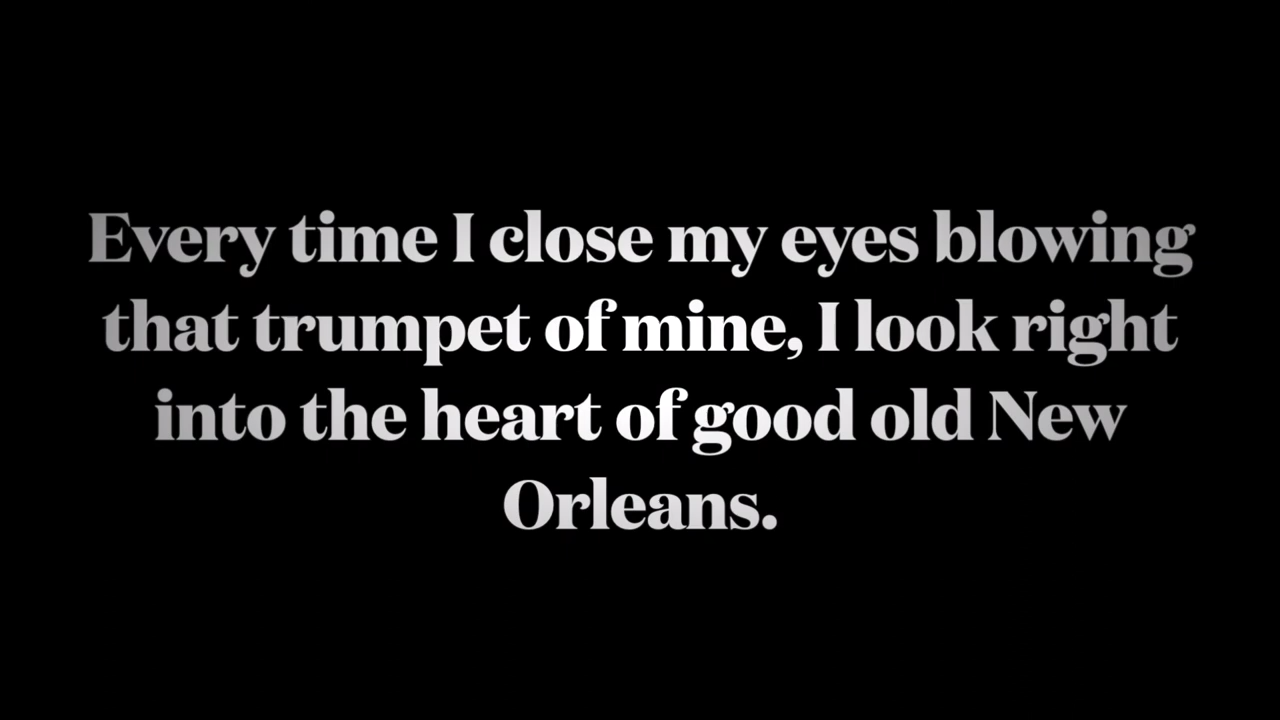 Every time I close my eyes blowing
that trumpet of mine, I look right
into the heart of good old New
Orleans.